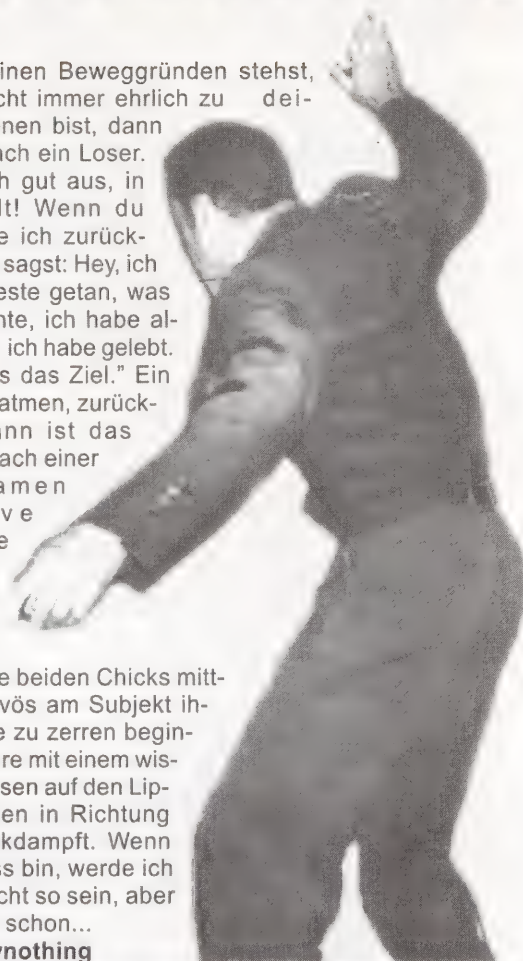 inen Beweggründen stehst,
cht immer ehrlich zu dei-
nen bist, dann
ach ein Loser.
h gut aus, in
lt! Wenn du
e ich zurück-
sagst: Hey, ich
este getan, was
nte, ich habe al-
ich habe gelebt.
s das Ziel." Ein
atmen, zurück-
nn ist das
ach einer
amen
v e
e
e beiden Chicks mitt-
vös am Subjekt ih-
e zu zerren begin-
re mit einem wis-
sen auf den Lip-
en in Richtung
kdampft. Wenn
ss bin, werde ich
cht so sein, aber
schon...
ynothing